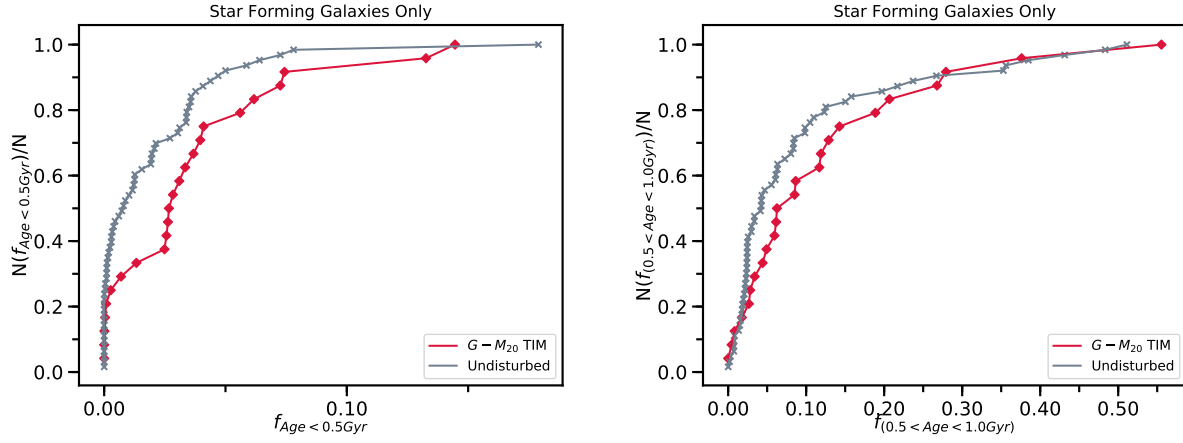 Star Forming Galaxies Only
N(f_{Age<0.5Gyr})/N
1.0
0.8
0.6
0.4
0.2
0.0
0.00 0.10
f_{Age<0.5Gyr}
G − M_{20} TIM
Undisturbed
Star Forming Galaxies Only
N(f_{(0.5<Age<1.0Gyr)})/N
1.0
0.8
0.6
0.4
0.2
0.0
0.00 0.10 0.20 0.30 0.40 0.50
f_{(0.5<Age<1.0Gyr)}
G − M_{20} TIM
Undisturbed